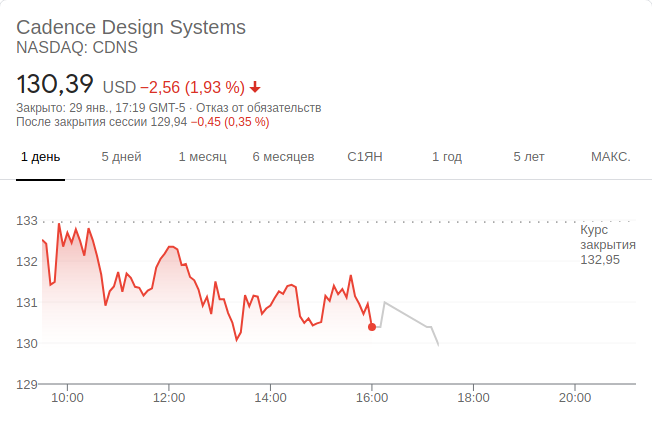 Cadence Design Systems
NASDAQ: CDNS
130,39 USD −2,56 (1,93 %)
Закрыто: 29 янв., 17:19 GMT-5 · Отказ от обязательств
После закрытия сессии 129,94 −0,45 (0,35 %)
1 день 5 дней 1 месяц 6 месяцев С1ЯН 1 год 5 лет МАКС.
133
Курс
закрытия
132,95
132
131
130
129
10:00 12:00 14:00 16:00 18:00 20:00